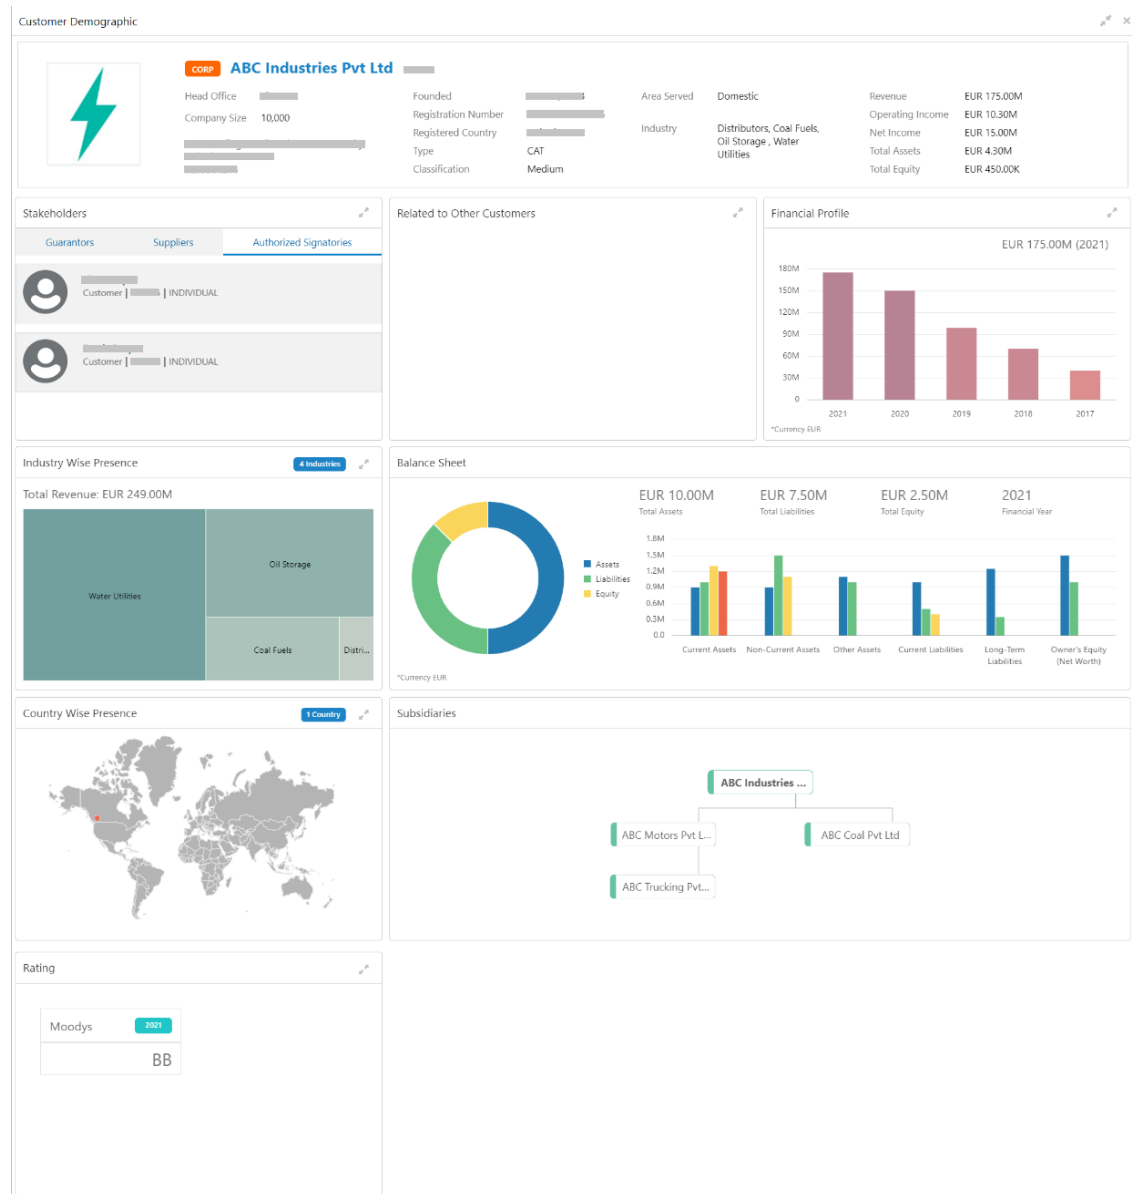 Customer Demographic
CORP ABC Industries Pvt Ltd
Head Office
Company Size 10,000
Founded
Registration Number
Registered Country
Type CAT
Classification Medium
Area Served Domestic
Industry Distributors, Coal Fuels,
Oil Storage , Water
Utilities
Revenue EUR 175.00M
Operating Income EUR 10.30M
Net Income EUR 15.00M
Total Assets EUR 4.30M
Total Equity EUR 450.00K
Stakeholders
Guarantors Suppliers Authorized Signatories
Customer | | INDIVIDUAL
Customer | | INDIVIDUAL
Related to Other Customers
Financial Profile
EUR 175.00M (2021)
180M
150M
120M
90M
60M
30M
0
2021 2020 2019 2018 2017
*Currency EUR
Industry Wise Presence 4 Industries
Total Revenue: EUR 249.00M
Water Utilities
Oil Storage
Coal Fuels
Distri...
Balance Sheet
Assets
Liabilities
Equity
*Currency EUR
EUR 10.00M EUR 7.50M EUR 2.50M 2021
Total Assets Total Liabilities Total Equity Financial Year
1.8M
1.5M
1.2M
0.9M
0.6M
0.3M
0.0
Current Assets Non-Current Assets Other Assets Current Liabilities Long-Term Owner's Equity
Liabilities (Net Worth)
Country Wise Presence 1 Country
Subsidiaries
ABC Industries ...
ABC Motors Pvt L... ABC Coal Pvt Ltd
ABC Trucking Pvt...
Rating
Moodys 2021
BB